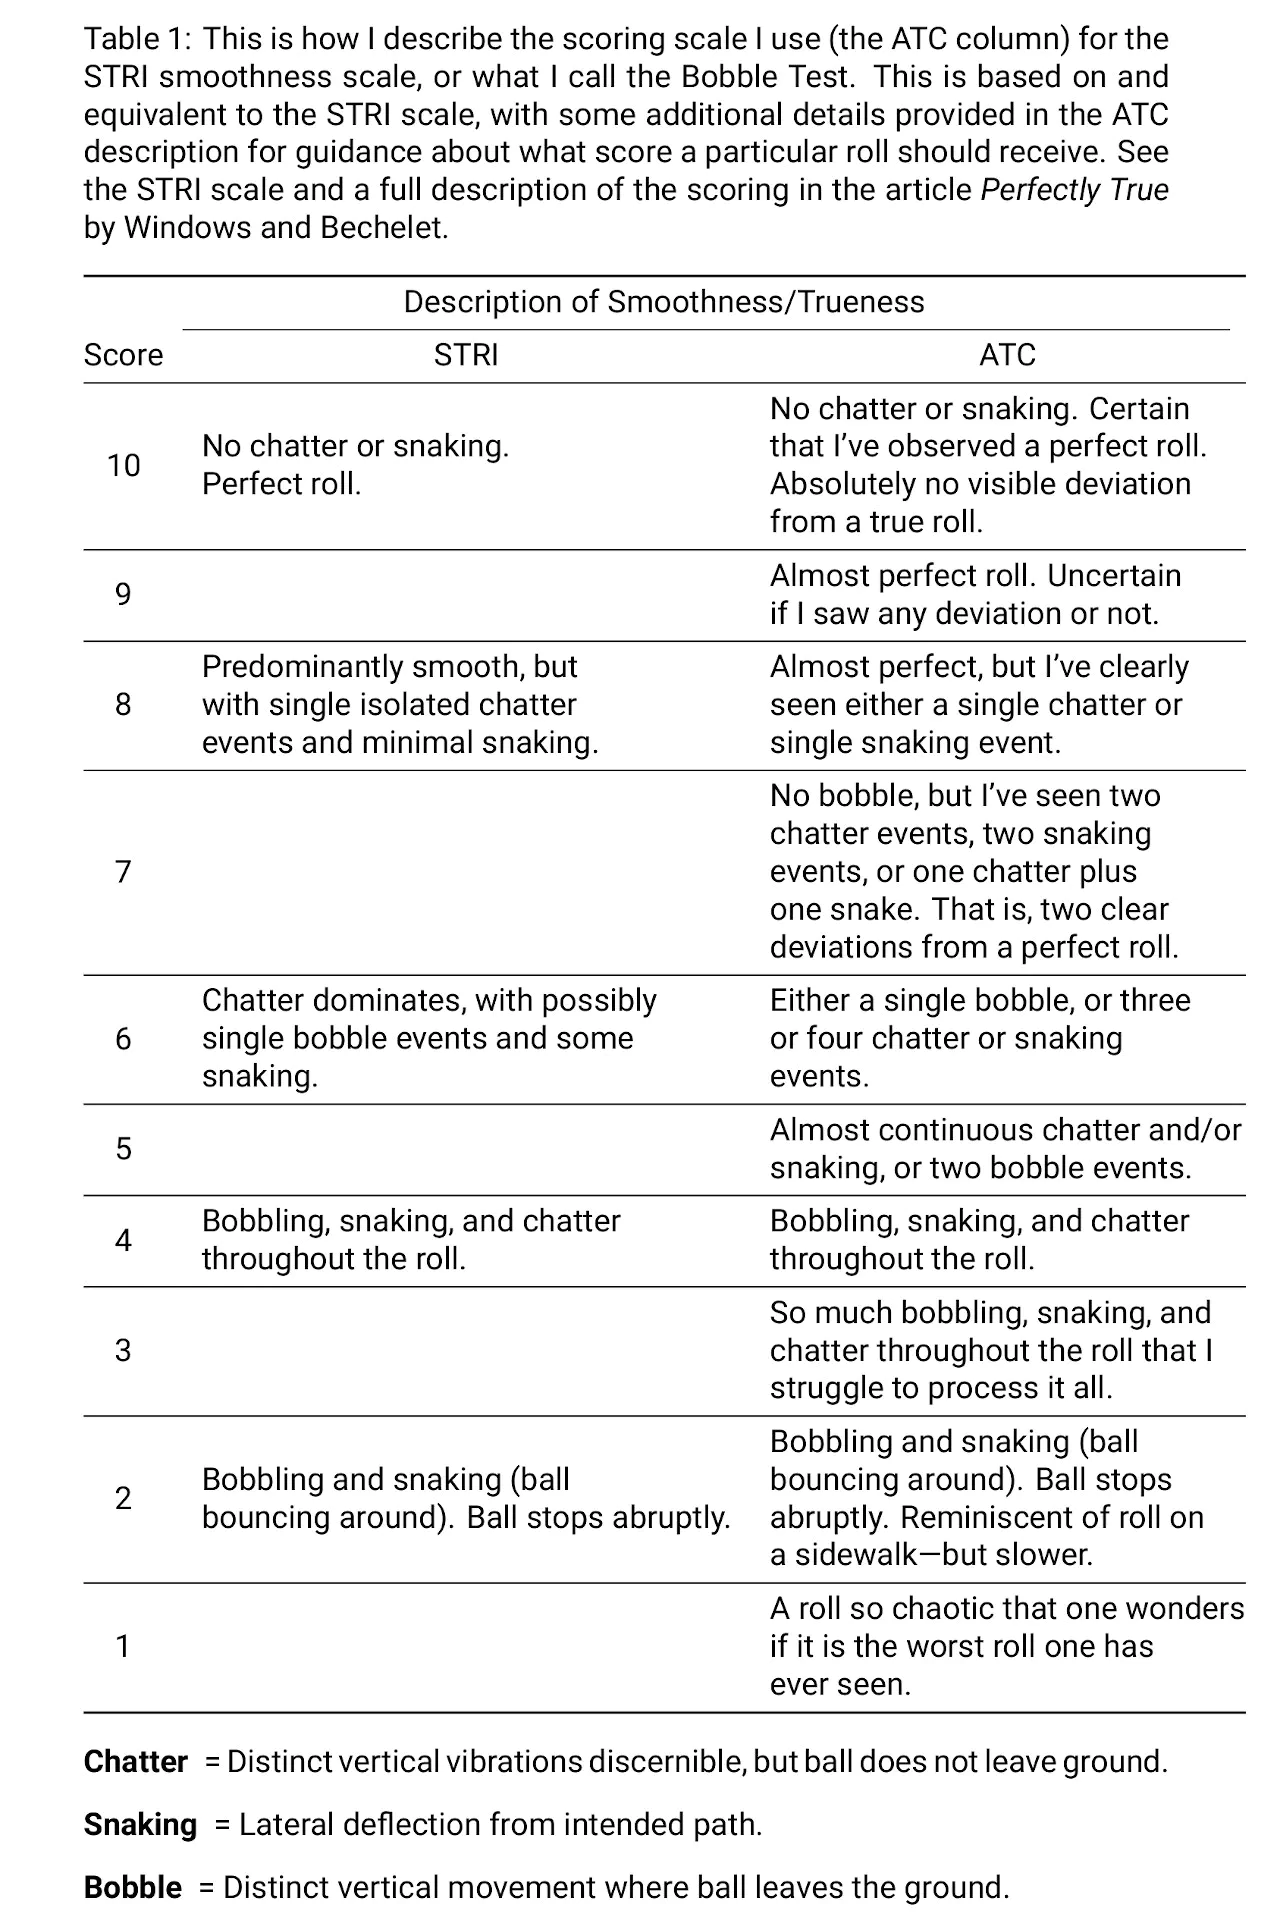 Table 1: This is how I describe the scoring scale I use (the ATC column) for the
STRI smoothness scale, or what I call the Bobble Test. This is based on and
equivalent to the STRI scale, with some additional details provided in the ATC
description for guidance about what score a particular roll should receive. See
the STRI scale and a full description of the scoring in the article Perfectly True
by Windows and Bechelet.
Description of Smoothness/Trueness
Score STRI ATC
10
No chatter or snaking.
Perfect roll.
No chatter or snaking. Certain
that I've observed a perfect roll.
Absolutely no visible deviation
from a true roll.
9
Almost perfect roll. Uncertain
if I saw any deviation or not.
8
Predominantly smooth, but
with single isolated chatter
events and minimal snaking.
Almost perfect, but I've clearly
seen either a single chatter or
single snaking event.
7
No bobble, but I've seen two
chatter events, two snaking
events, or one chatter plus
one snake. That is, two clear
deviations from a perfect roll.
6
Chatter dominates, with possibly
single bobble events and some
snaking.
Either a single bobble, or three
or four chatter or snaking
events.
5
Almost continuous chatter and/or
snaking, or two bobble events.
4
Bobbling, snaking, and chatter
throughout the roll.
Bobbling, snaking, and chatter
throughout the roll.
3
So much bobbling, snaking, and
chatter throughout the roll that I
struggle to process it all.
2
Bobbling and snaking (ball
bouncing around). Ball stops abruptly.
Bobbling and snaking (ball
bouncing around). Ball stops
abruptly. Reminiscent of roll on
a sidewalk—but slower.
1
A roll so chaotic that one wonders
if it is the worst roll one has
ever seen.
Chatter = Distinct vertical vibrations discernible, but ball does not leave ground.
Snaking = Lateral deflection from intended path.
Bobble = Distinct vertical movement where ball leaves the ground.